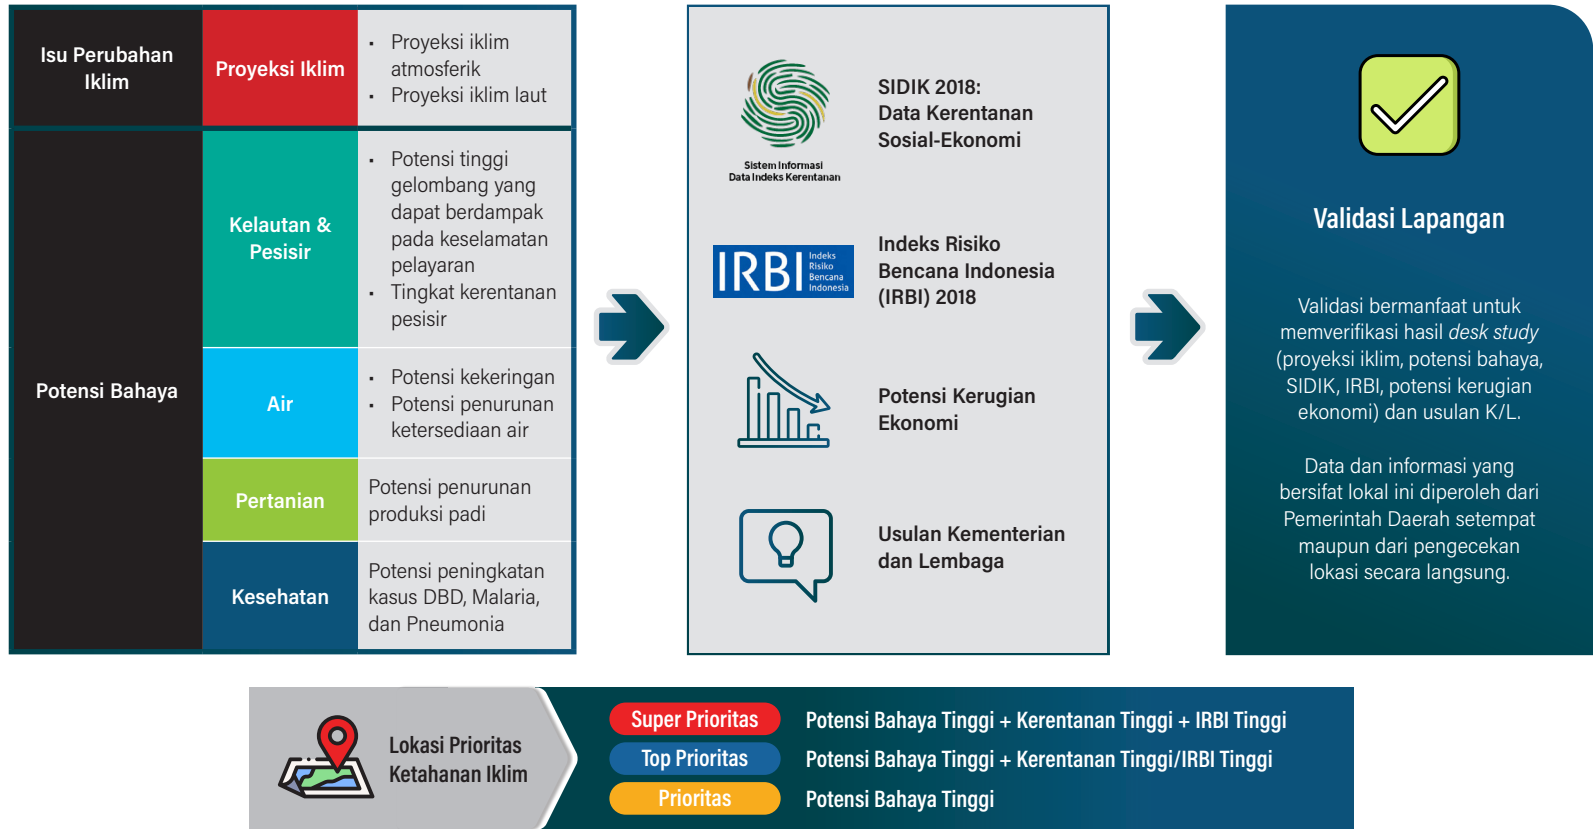 Isu Perubahan
Iklim
Proyeksi Iklim
• Proyeksi iklim
atmosferik
• Proyeksi iklim laut
Potensi Bahaya
Kelautan &
Pesisir
• Potensi tinggi
gelombang yang
dapat berdampak
pada keselamatan
pelayaran
• Tingkat kerentanan
pesisir
Air
• Potensi kekeringan
• Potensi penurunan
ketersediaan air
Pertanian
Potensi penurunan
produksi padi
Kesehatan
Potensi peningkatan
kasus DBD, Malaria,
dan Pneumonia
Sistem Informasi
Data Indeks Kerentanan
SIDIK 2018:
Data Kerentanan
Sosial-Ekonomi
IRBI
Indeks
Risiko
Bencana
Indonesia
Indeks Risiko
Bencana Indonesia
(IRBI) 2018
Potensi Kerugian
Ekonomi
Usulan Kementerian
dan Lembaga
Validasi Lapangan
Validasi bermanfaat untuk
memverifikasi hasil desk study
(proyeksi iklim, potensi bahaya,
SIDIK, IRBI, potensi kerugian
ekonomi) dan usulan K/L.
Data dan informasi yang
bersifat lokal ini diperoleh dari
Pemerintah Daerah setempat
maupun dari pengecekan
lokasi secara langsung.
Lokasi Prioritas
Ketahanan Iklim
Super Prioritas Potensi Bahaya Tinggi + Kerentanan Tinggi + IRBI Tinggi
Top Prioritas Potensi Bahaya Tinggi + Kerentanan Tinggi/IRBI Tinggi
Prioritas Potensi Bahaya Tinggi